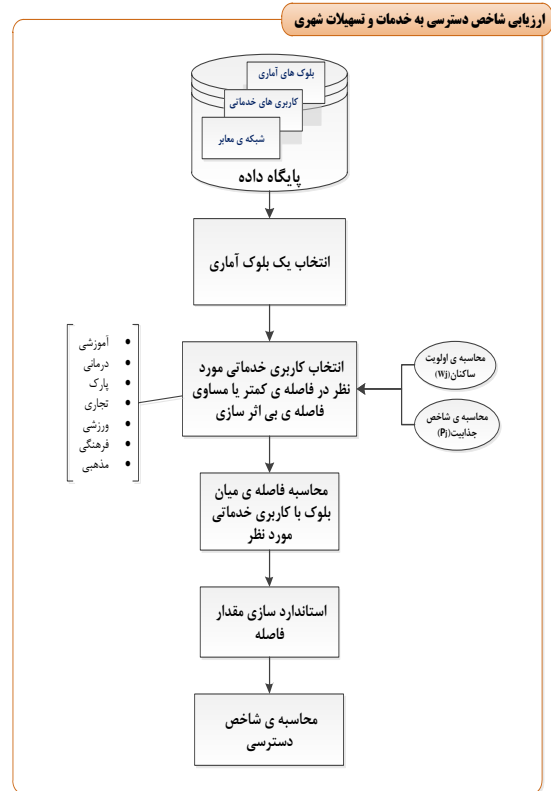 ارزیابی شاخص دسترسی به خدمات و تسهیلات شهری
بلوک های آماری
کاربری های خدماتی
شبکه ی معابر
پایگاه داده
انتخاب یک بلوک آماری
انتخاب کاربری خدماتی مورد
نظر در فاصله ی کمتر یا مساوی
فاصله ی بی اثر سازی
محاسبه ی اولویت
ساکنان(Wj)
محاسبه ی شاخص
جذابیت(Pj)
• آموزشی
• درمانی
• پارک
• تجاری
• ورزشی
• فرهنگی
• مذهبی
محاسبه فاصله ی میان
بلوک با کاربری خدماتی
مورد نظر
استاندارد سازی مقدار
فاصله
محاسبه ی شاخص
دسترسی